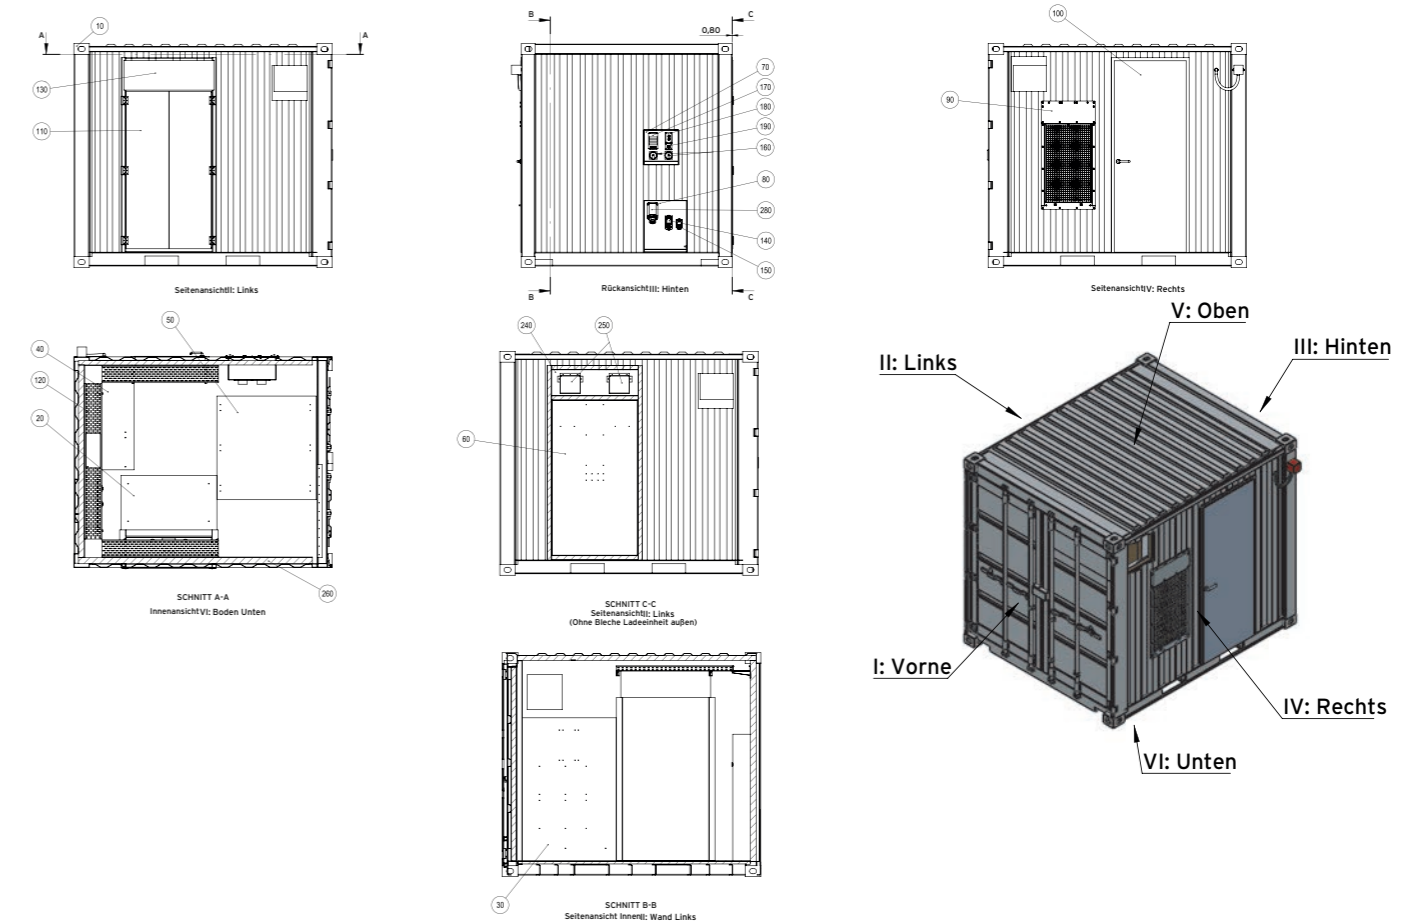 10
A
A
130
110
Seitenansicht II: Links
B
C
0,80
70
170
180
190
160
80
280
140
150
B
C
Rückansicht III: Hinten
100
90
Seitenansicht IV: Rechts
50
40
120
20
260
SCHNITT A-A
Innenansicht VI: Boden Unten
240
250
60
SCHNITT C-C
Seitenansicht II: Links
(Ohne Bleche Ladeeinheit außen)
30
SCHNITT B-B
Seitenansicht Innen II: Wand Links
V: Oben
II: Links
III: Hinten
I: Vorne
IV: Rechts
VI: Unten